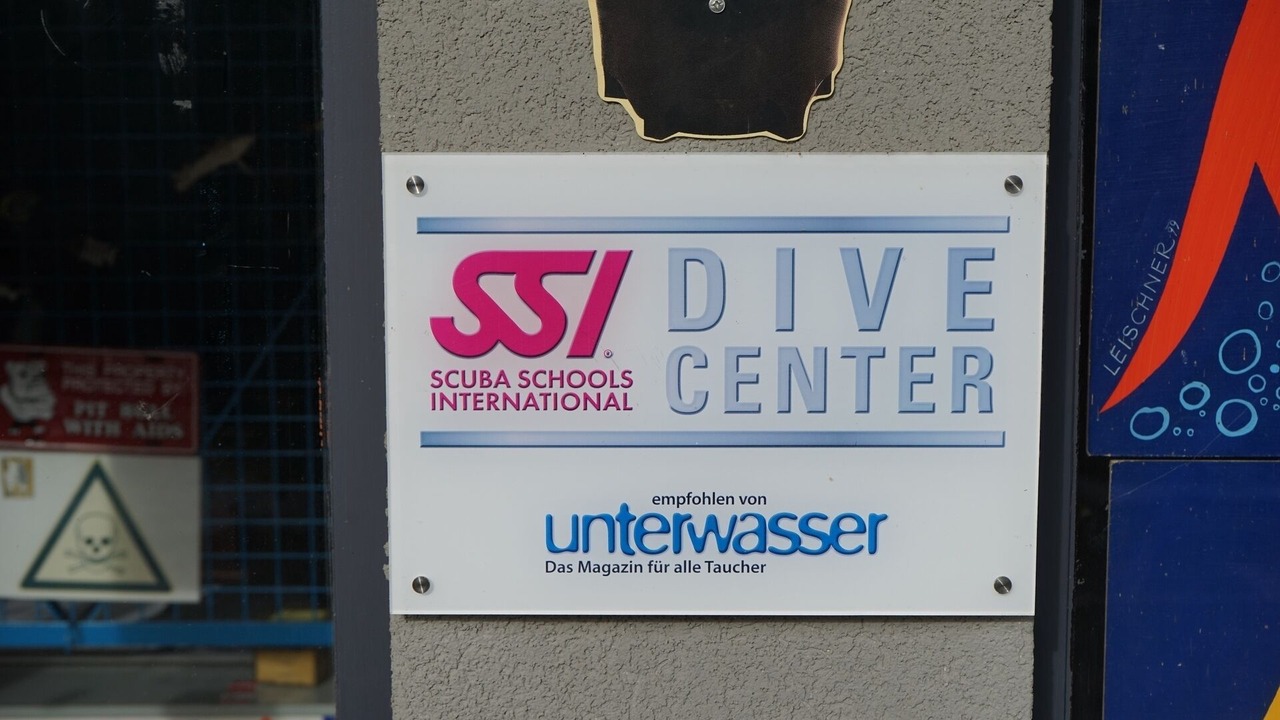 SSI®
SCUBA SCHOOLS
INTERNATIONAL
DIVE
CENTER
empfohlen von
unterwasser
Das Magazin für alle Taucher
THIS PROPERTY
PROTECTED BY
PIT BULL
WITH AIDS
LEISCHNER 99